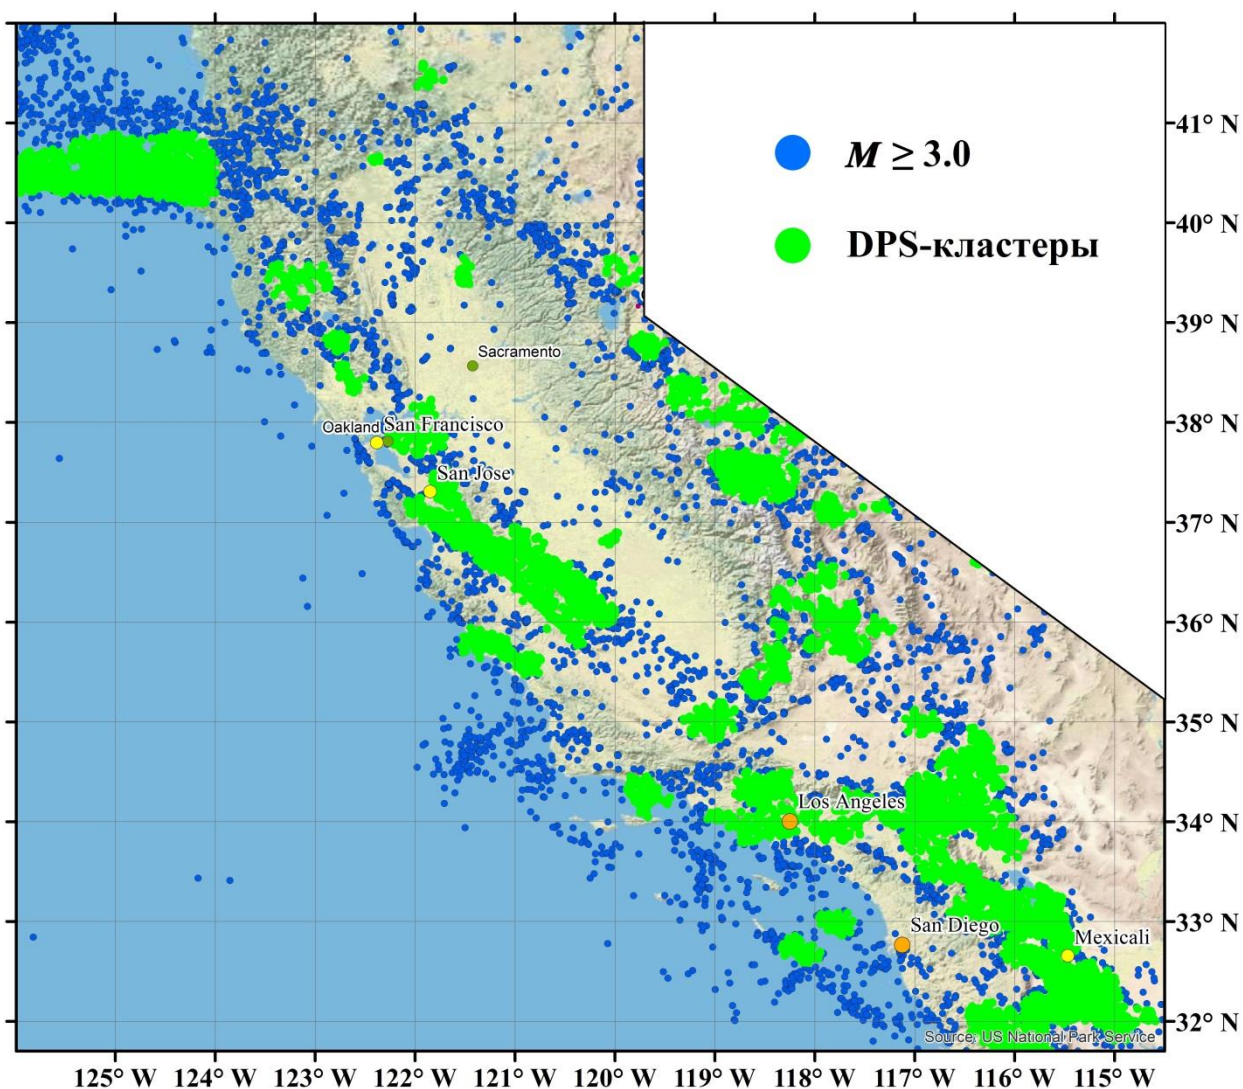 41° N
M ≥ 3.0
40° N
DPS-кластеры
39° N
Sacramento
38° N
Oakland
San Francisco
San Jose
37° N
36° N
35° N
Los Angeles
34° N
33° N
San Diego
Mexicali
32° N
Source: US National Park Service
125° W 124° W 123° W 122° W 121° W 120° W 119° W 118° W 117° W 116° W 115° W